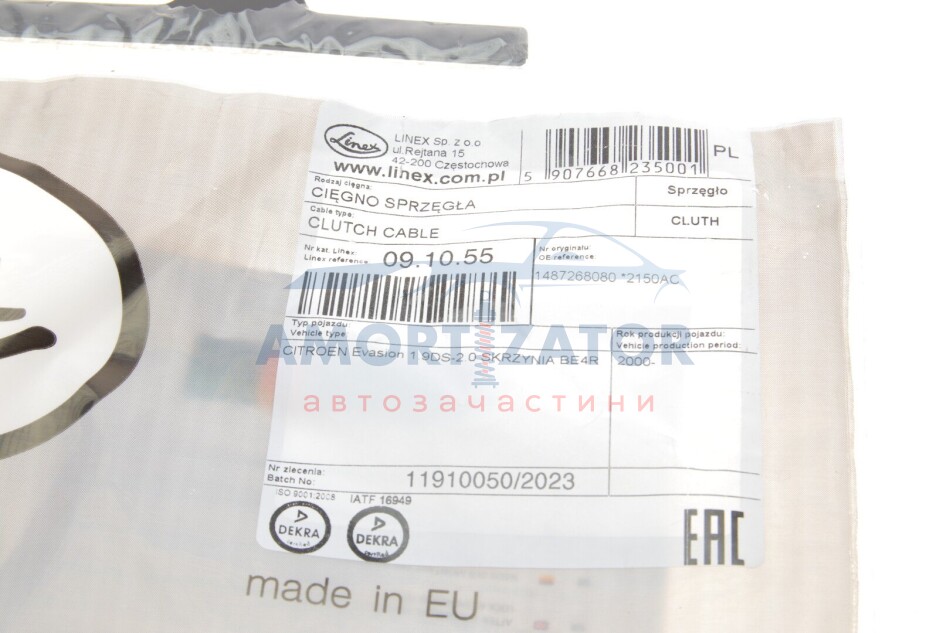 Linex
LINEX Sp. z o.o.
ul.Rejtana 15
42-200 Częstochowa
www.linex.com.pl
5 907668 235001
PL
Rodzaj cięgna:
CIĘGNO SPRZĘGŁA
Sprzęgło
Cable type:
CLUTCH CABLE
CLUTH
Nr kat. Linex:
Linex reference
09.10.55
Nr oryginału
OE reference
1487268080 *2150AC
Typ pojazdu:
Vehicle type:
CITROEN Evasion 1.9DS-2.0 SKRZYNIA BE4R
Rok produkcji pojazdu:
Vehicle production period:
2000-
AMORTIZATOR
автозачастини
Nr zlecenia:
Batch No:
11910050/2023
ISO 9001:2008
IATF 16949
DEKRA
DEKRA
EAC
made in EU